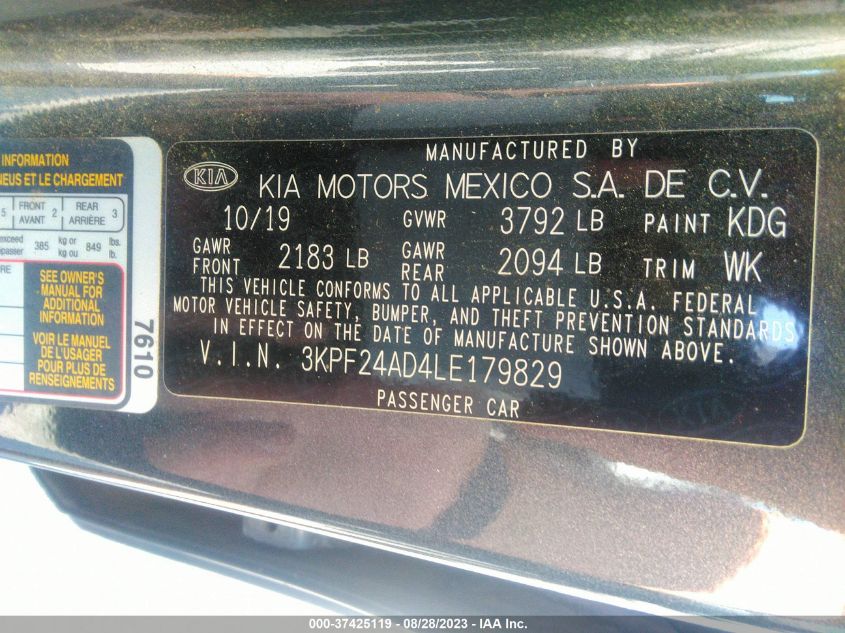 INFORMATION
NEUS ET LE CHARGEMENT
5 FRONT AVANT 2 REAR ARRIÈRE 3
385 kg or kg ou 849 lbs. lb.
SEE OWNER'S
MANUAL FOR
ADDITIONAL
INFORMATION
VOIR LE MANUEL
DE L'USAGER
POUR PLUS DE
RENSEIGNEMENTS
7610
MANUFACTURED BY
KIA KIA MOTORS MEXICO S.A. DE C.V.
10/19 GVWR 3792 LB PAINT KDG
GAWR FRONT 2183 LB GAWR REAR 2094 LB TRIM WK
THIS VEHICLE CONFORMS TO ALL APPLICABLE U.S.A. FEDERAL
MOTOR VEHICLE SAFETY, BUMPER, AND THEFT PREVENTION STANDARDS
IN EFFECT ON THE DATE OF MANUFACTURE SHOWN ABOVE.
V.I.N. 3KPF24AD4LE179829
PASSENGER CAR
KIA
000-37425119 - 08/28/2023 - IAA Inc.